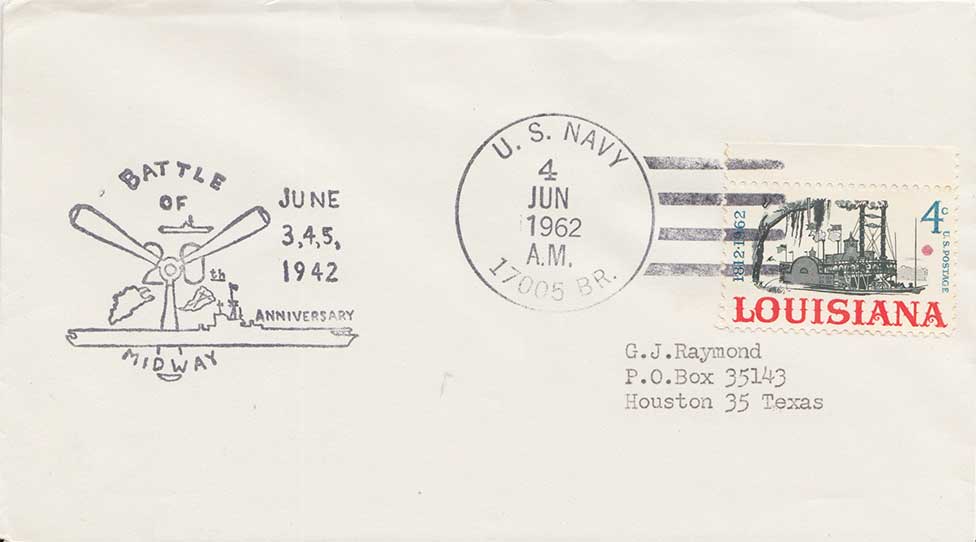 BATTLE
OF
JUNE
3,4,5,
1942
20th
ANNIVERSARY
MIDWAY
U. S. NAVY
4
JUN
1962
A.M.
17005 BR.
1812·1962
4c
U.S. POSTAGE
LOUISIANA
G.J.Raymond
P.O.Box 35143
Houston 35 Texas